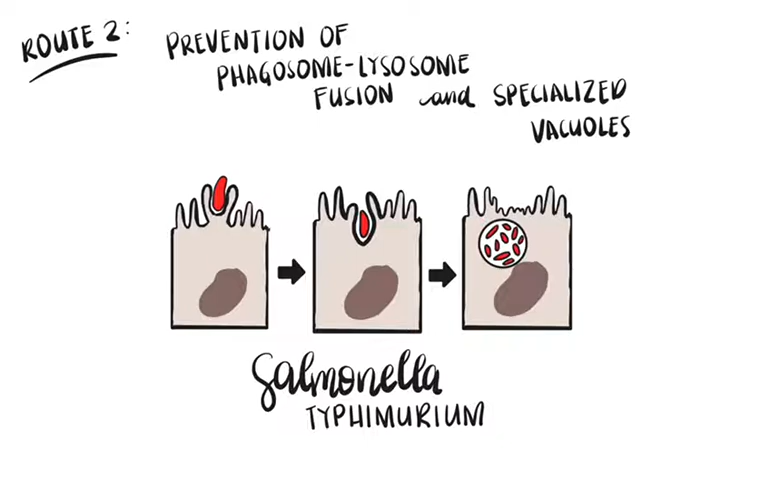 ROUTE 2:
PREVENTION OF
PHAGOSOME-LYSOSOME
FUSION and SPECIALIZED
VACUOLES
Salmonella
TYPHIMURIUM